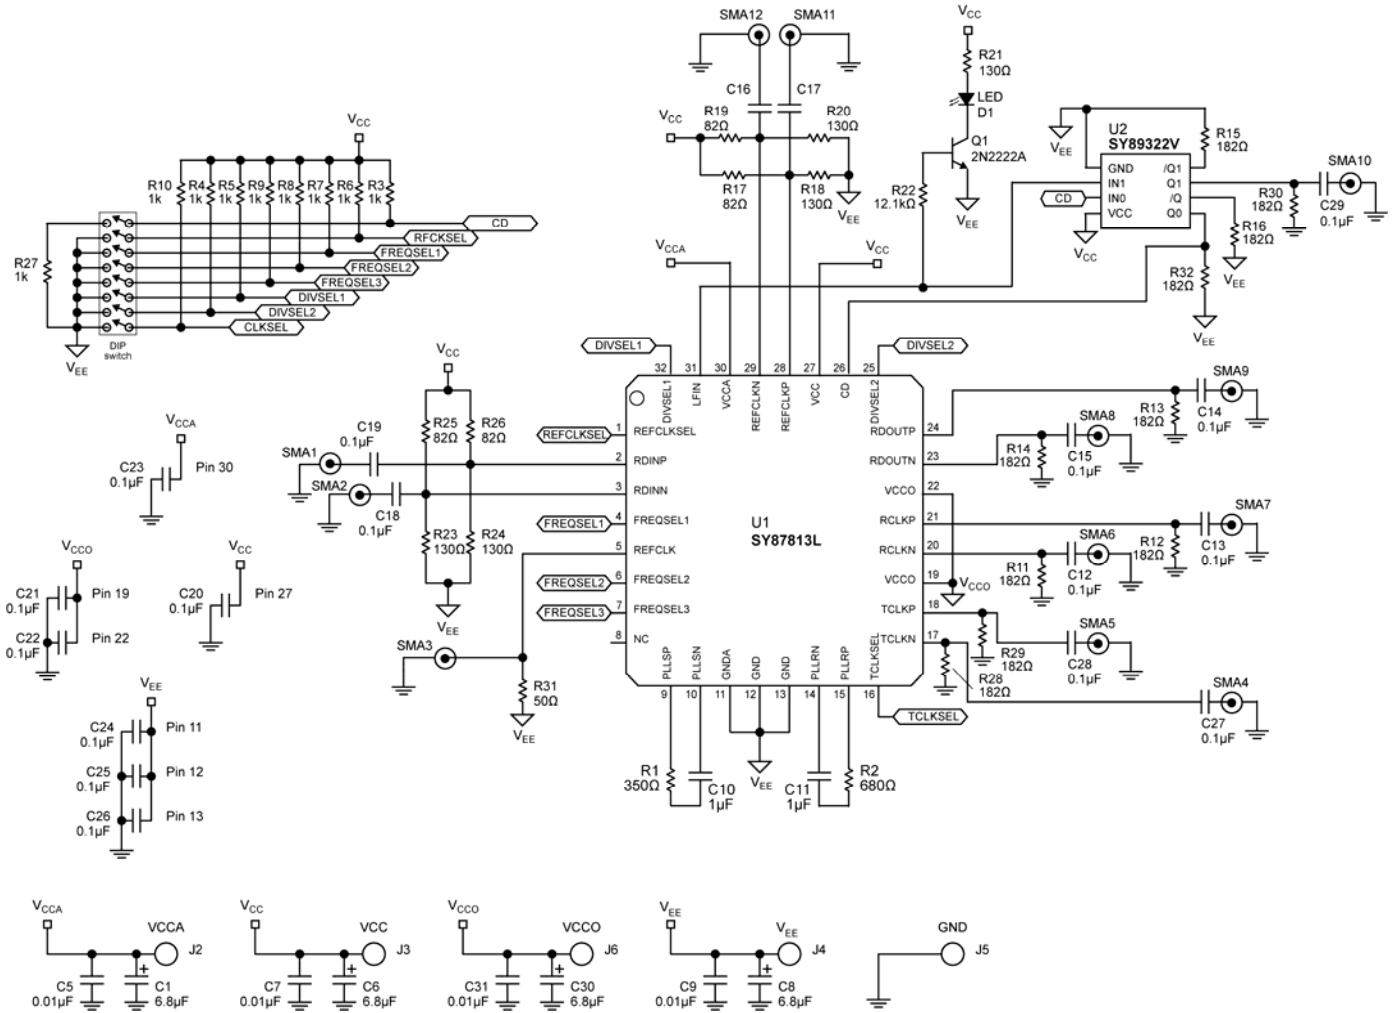 SMA12
SMA11
VCC
R21
130Ω
LED
D1
C16
C17
R19
82Ω
R20
130Ω
VCC
R17
82Ω
R18
130Ω
VEE
Q1
2N2222A
VEE
R22
12.1kΩ
VEE
U2
SY89322V
R15
182Ω
GND
IN1
IN0
VCC
/Q1
Q1
/Q
Q0
CD
VCC
SMA10
R30
182Ω
C29
0.1µF
R16
182Ω
VEE
R32
182Ω
VEE
VCC
R10
1k
R4
1k
R5
1k
R9
1k
R8
1k
R7
1k
R6
1k
R3
1k
CD
RFCKSEL
FREQSEL1
FREQSEL2
FREQSEL3
DIVSEL1
DIVSEL2
CLKSEL
R27
1k
VEE
DIP
switch
VCCA
VCC
DIVSEL1
DIVSEL2
32
31
30
29
28
27
26
25
DIVSEL1
LFIN
VCCA
REFCLKN
REFCLKP
VCC
CD
DIVSEL2
VCC
R25
82Ω
R26
82Ω
C19
0.1µF
SMA1
SMA2
C18
0.1µF
R23
130Ω
R24
130Ω
VEE
REFCLKSEL
FREQSEL1
FREQSEL2
FREQSEL3
1
REFCLKSEL
2
RDINP
3
RDINN
4
FREQSEL1
5
REFCLK
6
FREQSEL2
7
FREQSEL3
8
NC
U1
SY87813L
RDOUTP
24
RDOUTN
23
VCCO
22
RCLKP
21
RCLKN
20
VCCO
19
TCLKP
18
TCLKN
17
VCCO
PLLSP
PLLSN
GNDA
GND
GND
PLLRN
PLLRP
TCLKSEL
9
10
11
12
13
14
15
16
TCLKSEL
SMA9
R13
182Ω
C14
0.1µF
SMA8
R14
182Ω
C15
0.1µF
SMA7
R12
182Ω
C13
0.1µF
SMA6
R11
182Ω
C12
0.1µF
SMA5
R29
182Ω
C28
0.1µF
R28
182Ω
SMA4
C27
0.1µF
SMA3
R31
50Ω
VEE
R1
350Ω
C10
1µF
VEE
C11
1µF
R2
680Ω
VCCA
C23
0.1µF
Pin 30
VCCO
C21
0.1µF
Pin 19
C22
0.1µF
Pin 22
VCC
C20
0.1µF
Pin 27
VEE
C24
0.1µF
Pin 11
C25
0.1µF
Pin 12
C26
0.1µF
Pin 13
VCCA
VCCA
J2
C5
0.01µF
+
C1
6.8µF
VCC
VCC
J3
C7
0.01µF
+
C6
6.8µF
VCCO
VCCO
J6
C31
0.01µF
+
C30
6.8µF
VEE
VEE
J4
C9
0.01µF
+
C8
6.8µF
GND
J5